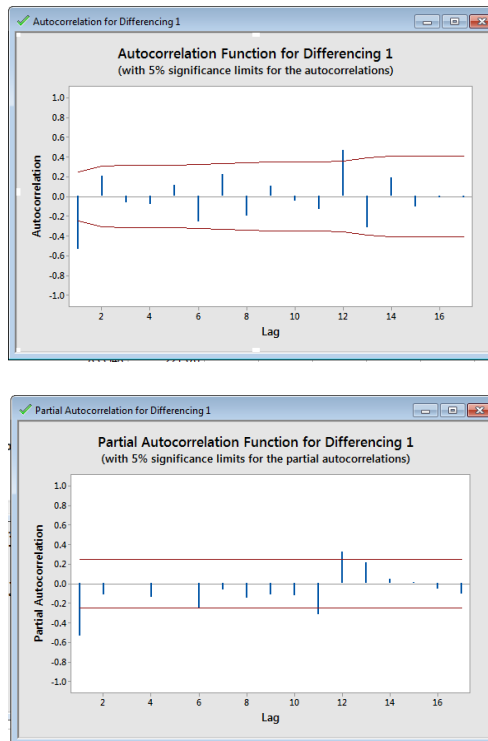 Autocorrelation Function for Differencing 1
Autocorrelation Function for Differencing 1
(with 5% significance limits for the autocorrelations)
1.0
0.8
0.6
0.4
0.2
0.0
-0.2
-0.4
-0.6
-0.8
-1.0
Autocorrelation
2 4 6 8 10 12 14 16
Lag
Partial Autocorrelation for Differencing 1
Partial Autocorrelation Function for Differencing 1
(with 5% significance limits for the partial autocorrelations)
1.0
0.8
0.6
0.4
0.2
0.0
-0.2
-0.4
-0.6
-0.8
-1.0
Partial Autocorrelation
2 4 6 8 10 12 14 16
Lag